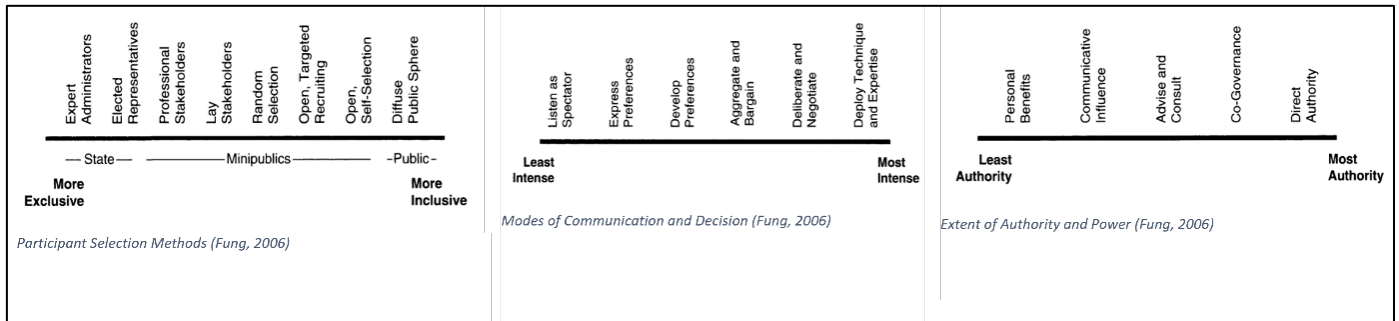 Expert
Administrators
Elected
Representatives
Professional
Stakeholders
Lay
Stakeholders
Random
Selection
Open, Targeted
Recruiting
Open,
Self-Selection
Diffuse
Public Sphere
State
Minipublics
Public
More
Exclusive
More
Inclusive
Participant Selection Methods (Fung, 2006)
Listen as
Spectator
Express
Preferences
Develop
Preferences
Aggregate and
Bargain
Deliberate and
Negotiate
Deploy Technique
and Expertise
Least
Intense
Most
Intense
Modes of Communication and Decision (Fung, 2006)
Personal
Benefits
Communicative
Influence
Advise and
Consult
Co-Governance
Direct
Authority
Least
Authority
Most
Authority
Extent of Authority and Power (Fung, 2006)